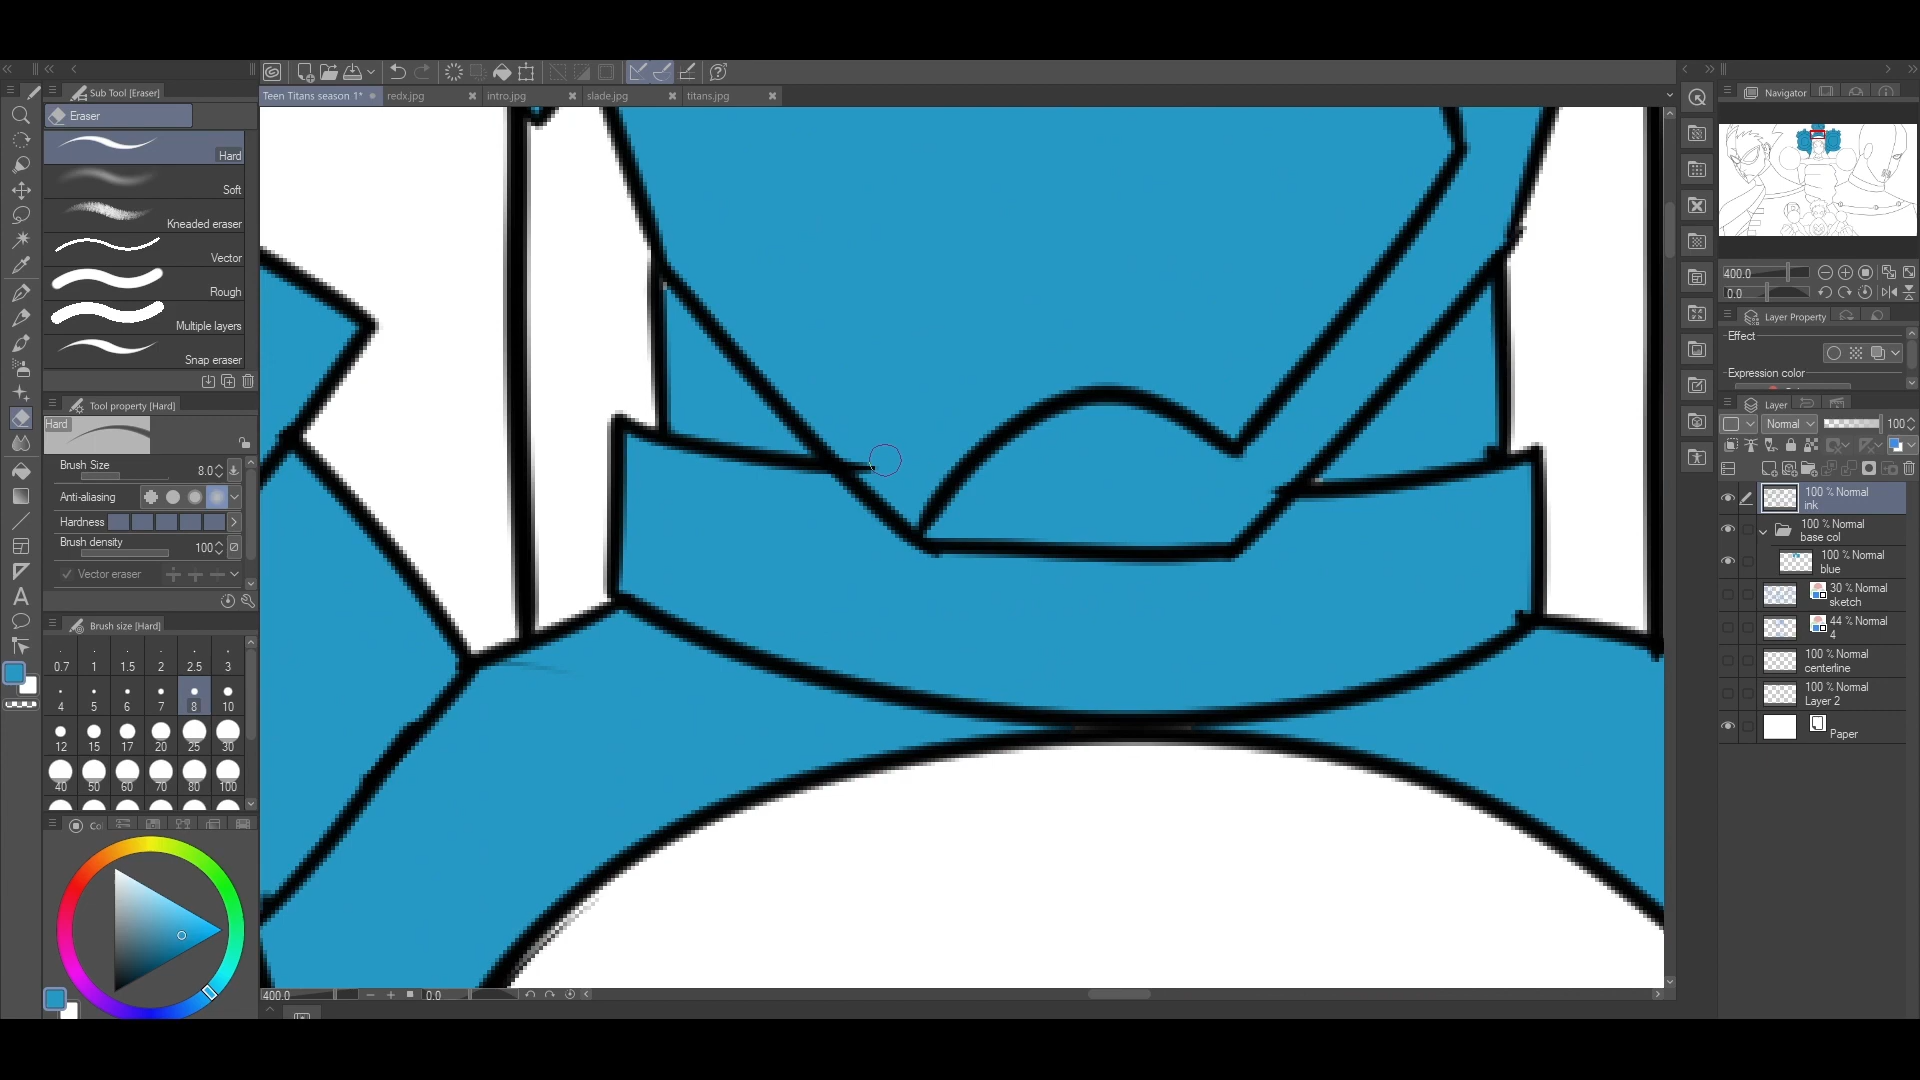 Sub Tool [Eraser]
Eraser
Hard
Soft
Kneaded eraser
Vector
Rough
Multiple layers
Snap eraser
Tool property [Hard]
Hard
Brush Size 8.0
Anti-aliasing
Hardness
Brush density 100
Vector eraser
Brush size [Hard]
0.7 1 1.5 2 2.5 3
4 5 6 7 8 10
12 15 17 20 25 30
40 50 60 70 80 100
Co
Teen Titans season 1* redx.jpg intro.jpg slade.jpg titans.jpg
400.0 0.0
Navigator
400.0
0.0
Layer Property
Effect
Expression color
Layer
Normal 100
100 % Normal
ink
100 % Normal
base col
100 % Normal
blue
30 % Normal
sketch
44 % Normal
4
100 % Normal
centerline
100 % Normal
Layer 2
Paper